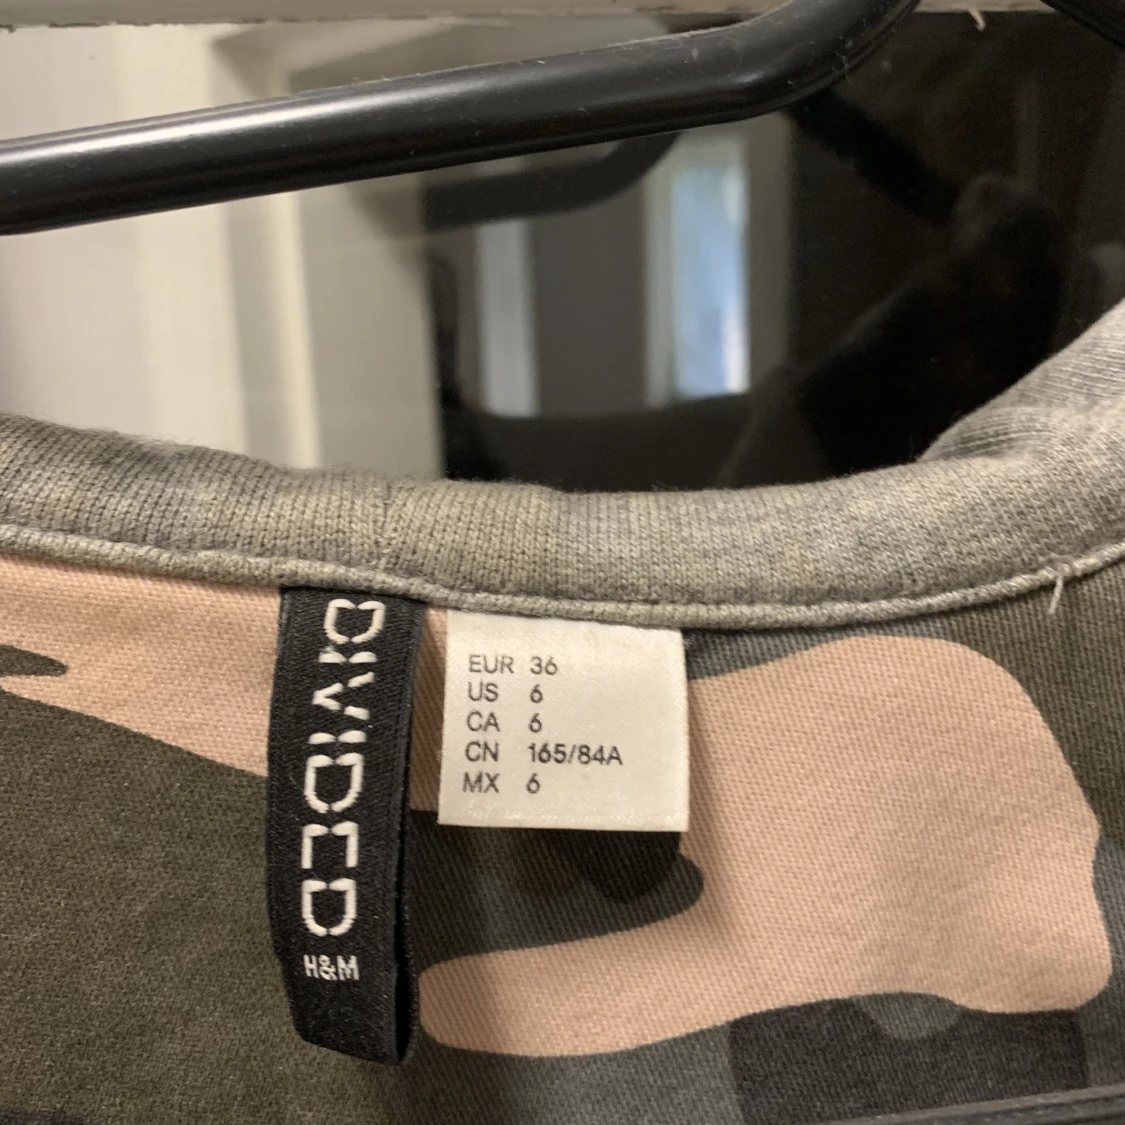 DIVIDED
H&M
EUR 36
US 6
CA 6
CN 165/84A
MX 6